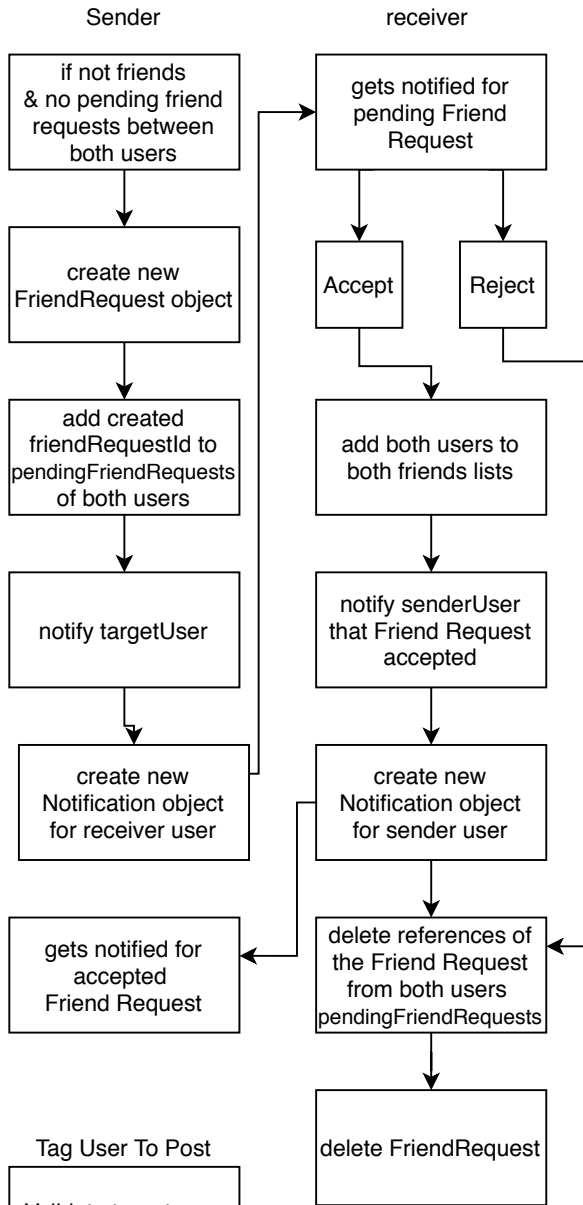 Sender
if not friends
& no pending friend
requests between
both users
create new
FriendRequest object
add created
friendRequestId to
pendingFriendRequests
of both users
notify targetUser
create new
Notification object
for receiver user
gets notified for
accepted
Friend Request
receiver
gets notified for
pending Friend
Request
Accept
Reject
add both users to
both friends lists
notify senderUser
that Friend Request
accepted
create new
Notification object
for sender user
delete references of
the Friend Request
from both users
pendingFriendRequests
delete FriendRequest
Tag User To Post